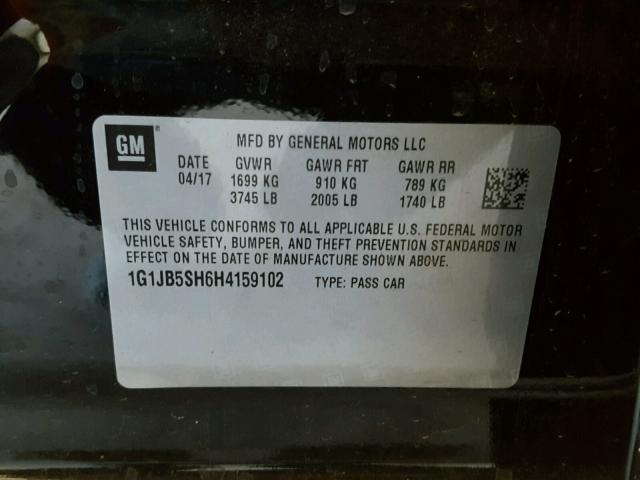 GM ®
MFD BY GENERAL MOTORS LLC
DATE GVWR GAWR FRT GAWR RR
04/17 1699 KG 910 KG 789 KG
3745 LB 2005 LB 1740 LB
THIS VEHICLE CONFORMS TO ALL APPLICABLE U.S. FEDERAL MOTOR
VEHICLE SAFETY, BUMPER, AND THEFT PREVENTION STANDARDS IN
EFFECT ON THE DATE OF MANUFACTURE SHOWN ABOVE.
1G1JB5SH6H4159102 TYPE: PASS CAR